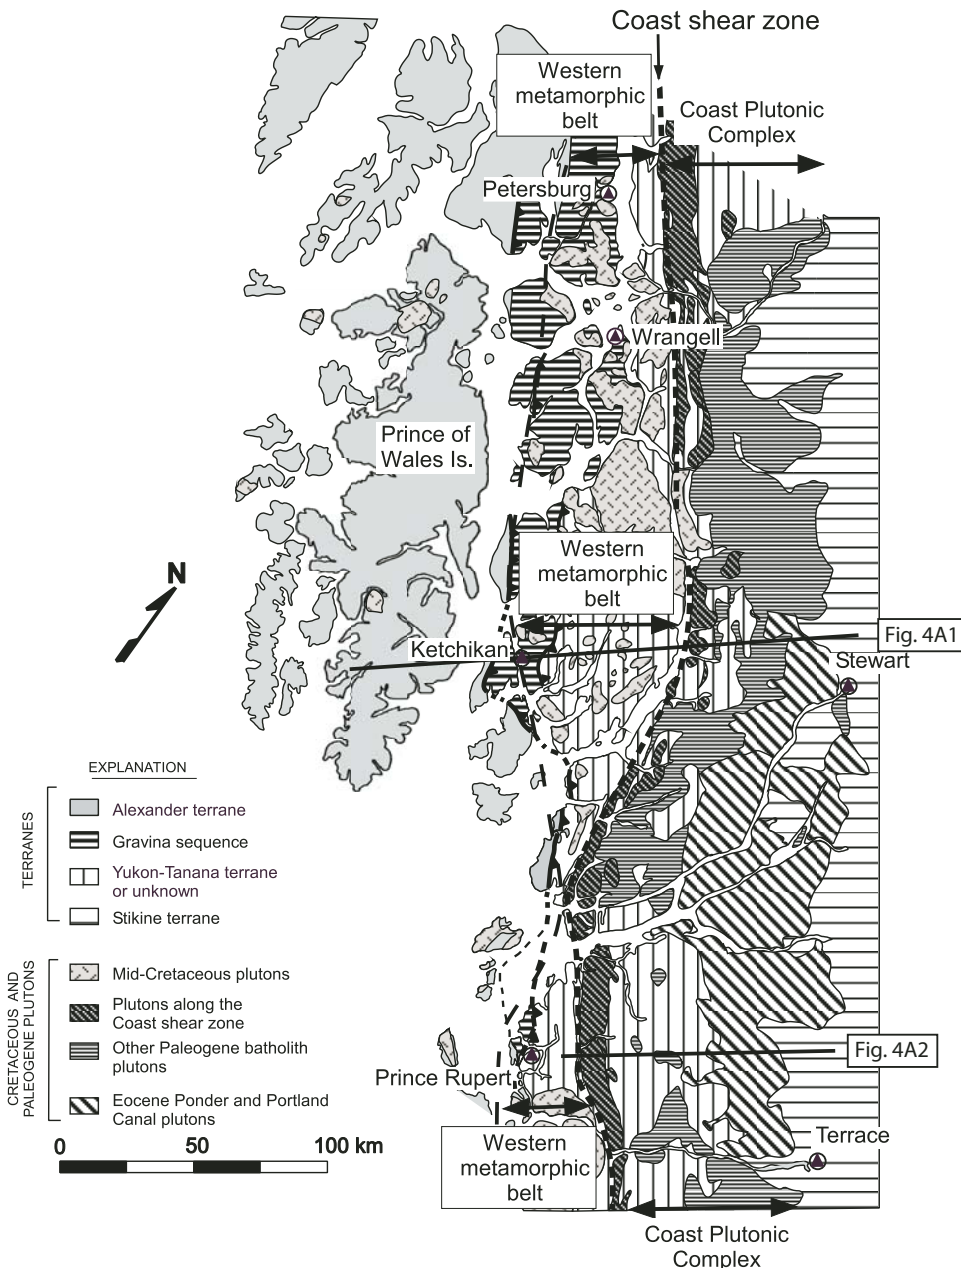 Coast shear zone
Western
metamorphic
belt
Coast Plutonic
Complex
Petersburg
Wrangell
Prince of
Wales Is.
N
Western
metamorphic
belt
Ketchikan
Fig. 4A1
Stewart
EXPLANATION
TERRANES
Alexander terrane
Gravina sequence
Yukon-Tanana terrane
or unknown
Stikine terrane
CRETACEOUS AND
PALEOGENE PLUTONS
Mid-Cretaceous plutons
Plutons along the
Coast shear zone
Other Paleogene batholith
plutons
Eocene Ponder and Portland
Canal plutons
0 50 100 km
Fig. 4A2
Prince Rupert
Terrace
Western
metamorphic
belt
Coast Plutonic
Complex